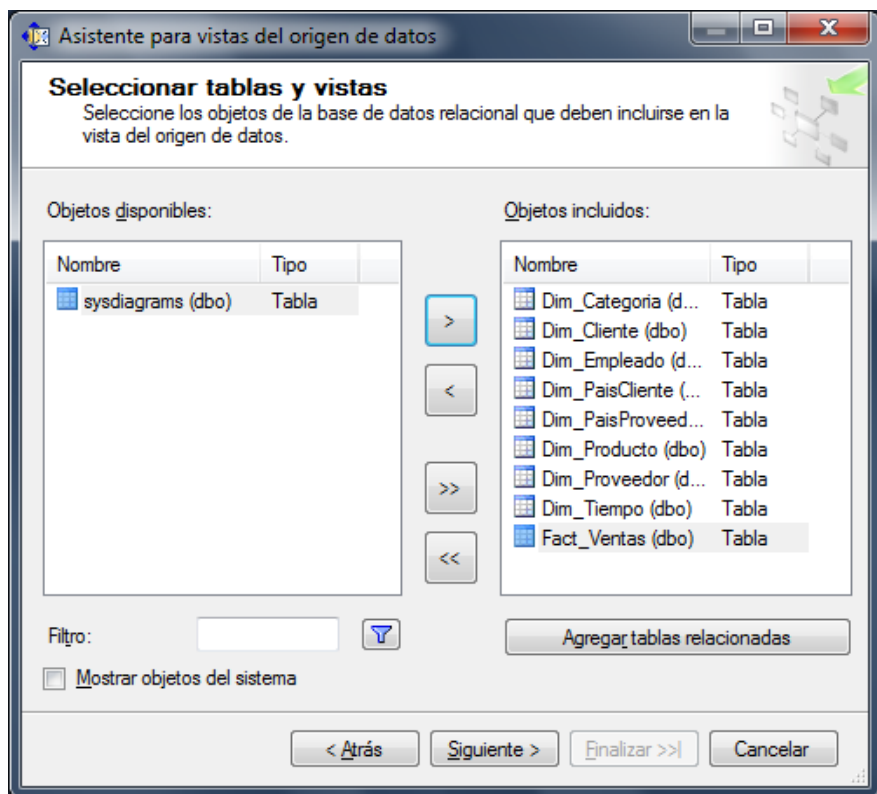 Asistente para vistas del origen de datos
Seleccionar tablas y vistas
Seleccione los objetos de la base de datos relacional que deben incluirse en la
vista del origen de datos.
Objetos disponibles:
Nombre Tipo
sysdiagrams (dbo) Tabla
>
<
>>
<<
Objetos incluidos:
Nombre Tipo
Dim_Categoria (d... Tabla
Dim_Cliente (dbo) Tabla
Dim_Empleado (d... Tabla
Dim_PaisCliente (... Tabla
Dim_PaisProveed... Tabla
Dim_Producto (dbo) Tabla
Dim_Proveedor (d... Tabla
Dim_Tiempo (dbo) Tabla
Fact_Ventas (dbo) Tabla
Filtro:
Agregar tablas relacionadas
Mostrar objetos del sistema
< Atrás Siguiente > Finalizar >>| Cancelar